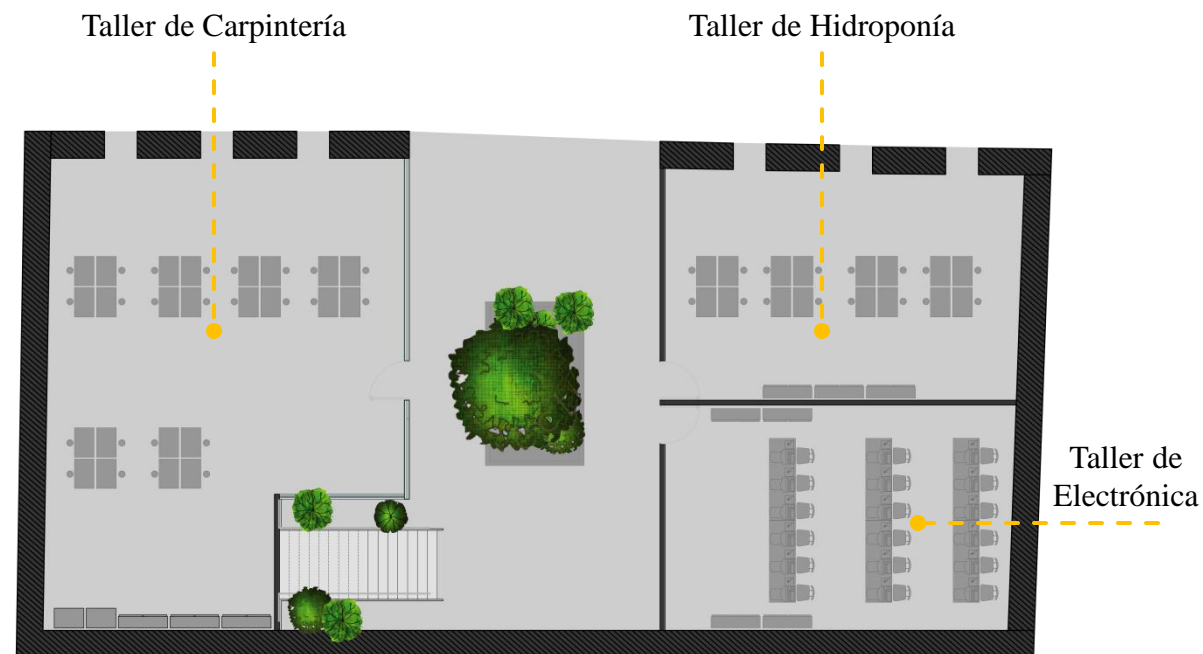 Taller de Carpintería
Taller de Hidroponía
Taller de
Electrónica